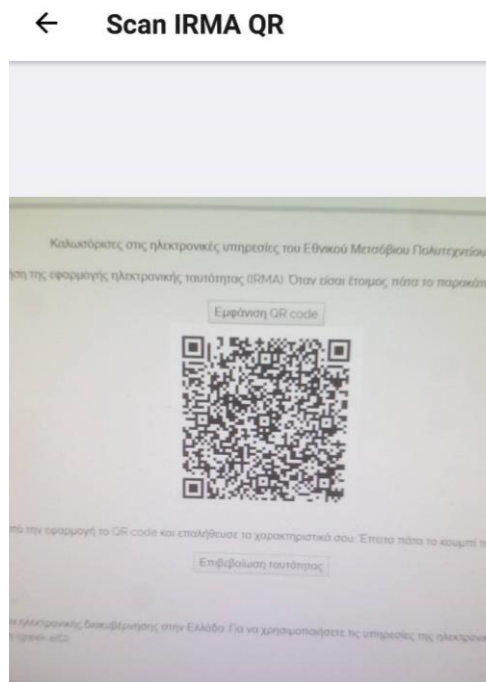 Scan IRMA QR
Καλωσόρισες στις ηλεκτρονικές υπηρεσίες του Εθνικού Μετσόβιου Πολυτεχνείου
της εφαρμογής ηλεκτρονικής ταυτότητας (IRMA). Όταν είσαι έτοιμος πάτα το
Εμφάνιση QR code
την εφαρμογή το QR code και επαλήθευσε τα χαρακτηριστικά σου. Έπειτα πάτα το κουμπί
Επιβεβαίωση ταυτότητας
ηλεκτρονικής διακυβέρνησης στην Ελλάδα. Για να χρησιμοποιήσετε τις υπηρεσίες της